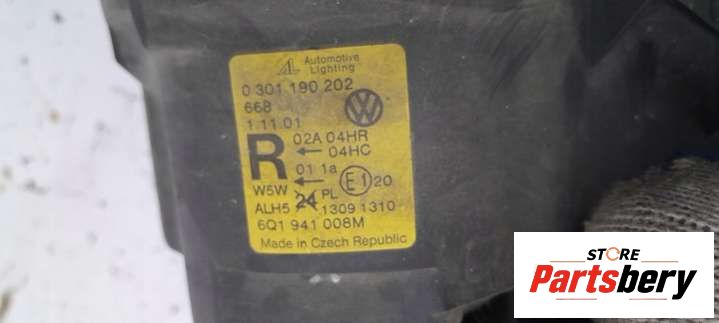 Automotive
Lighting
0 301 190 202
668
1.11.01
R
02A 04HR
← 04HC
01 1a
W5W ←
E1 20
ALH5 24 PL
1309 1310
6Q1 941 008M
Made in Czech Republic
STORE
Partsbery